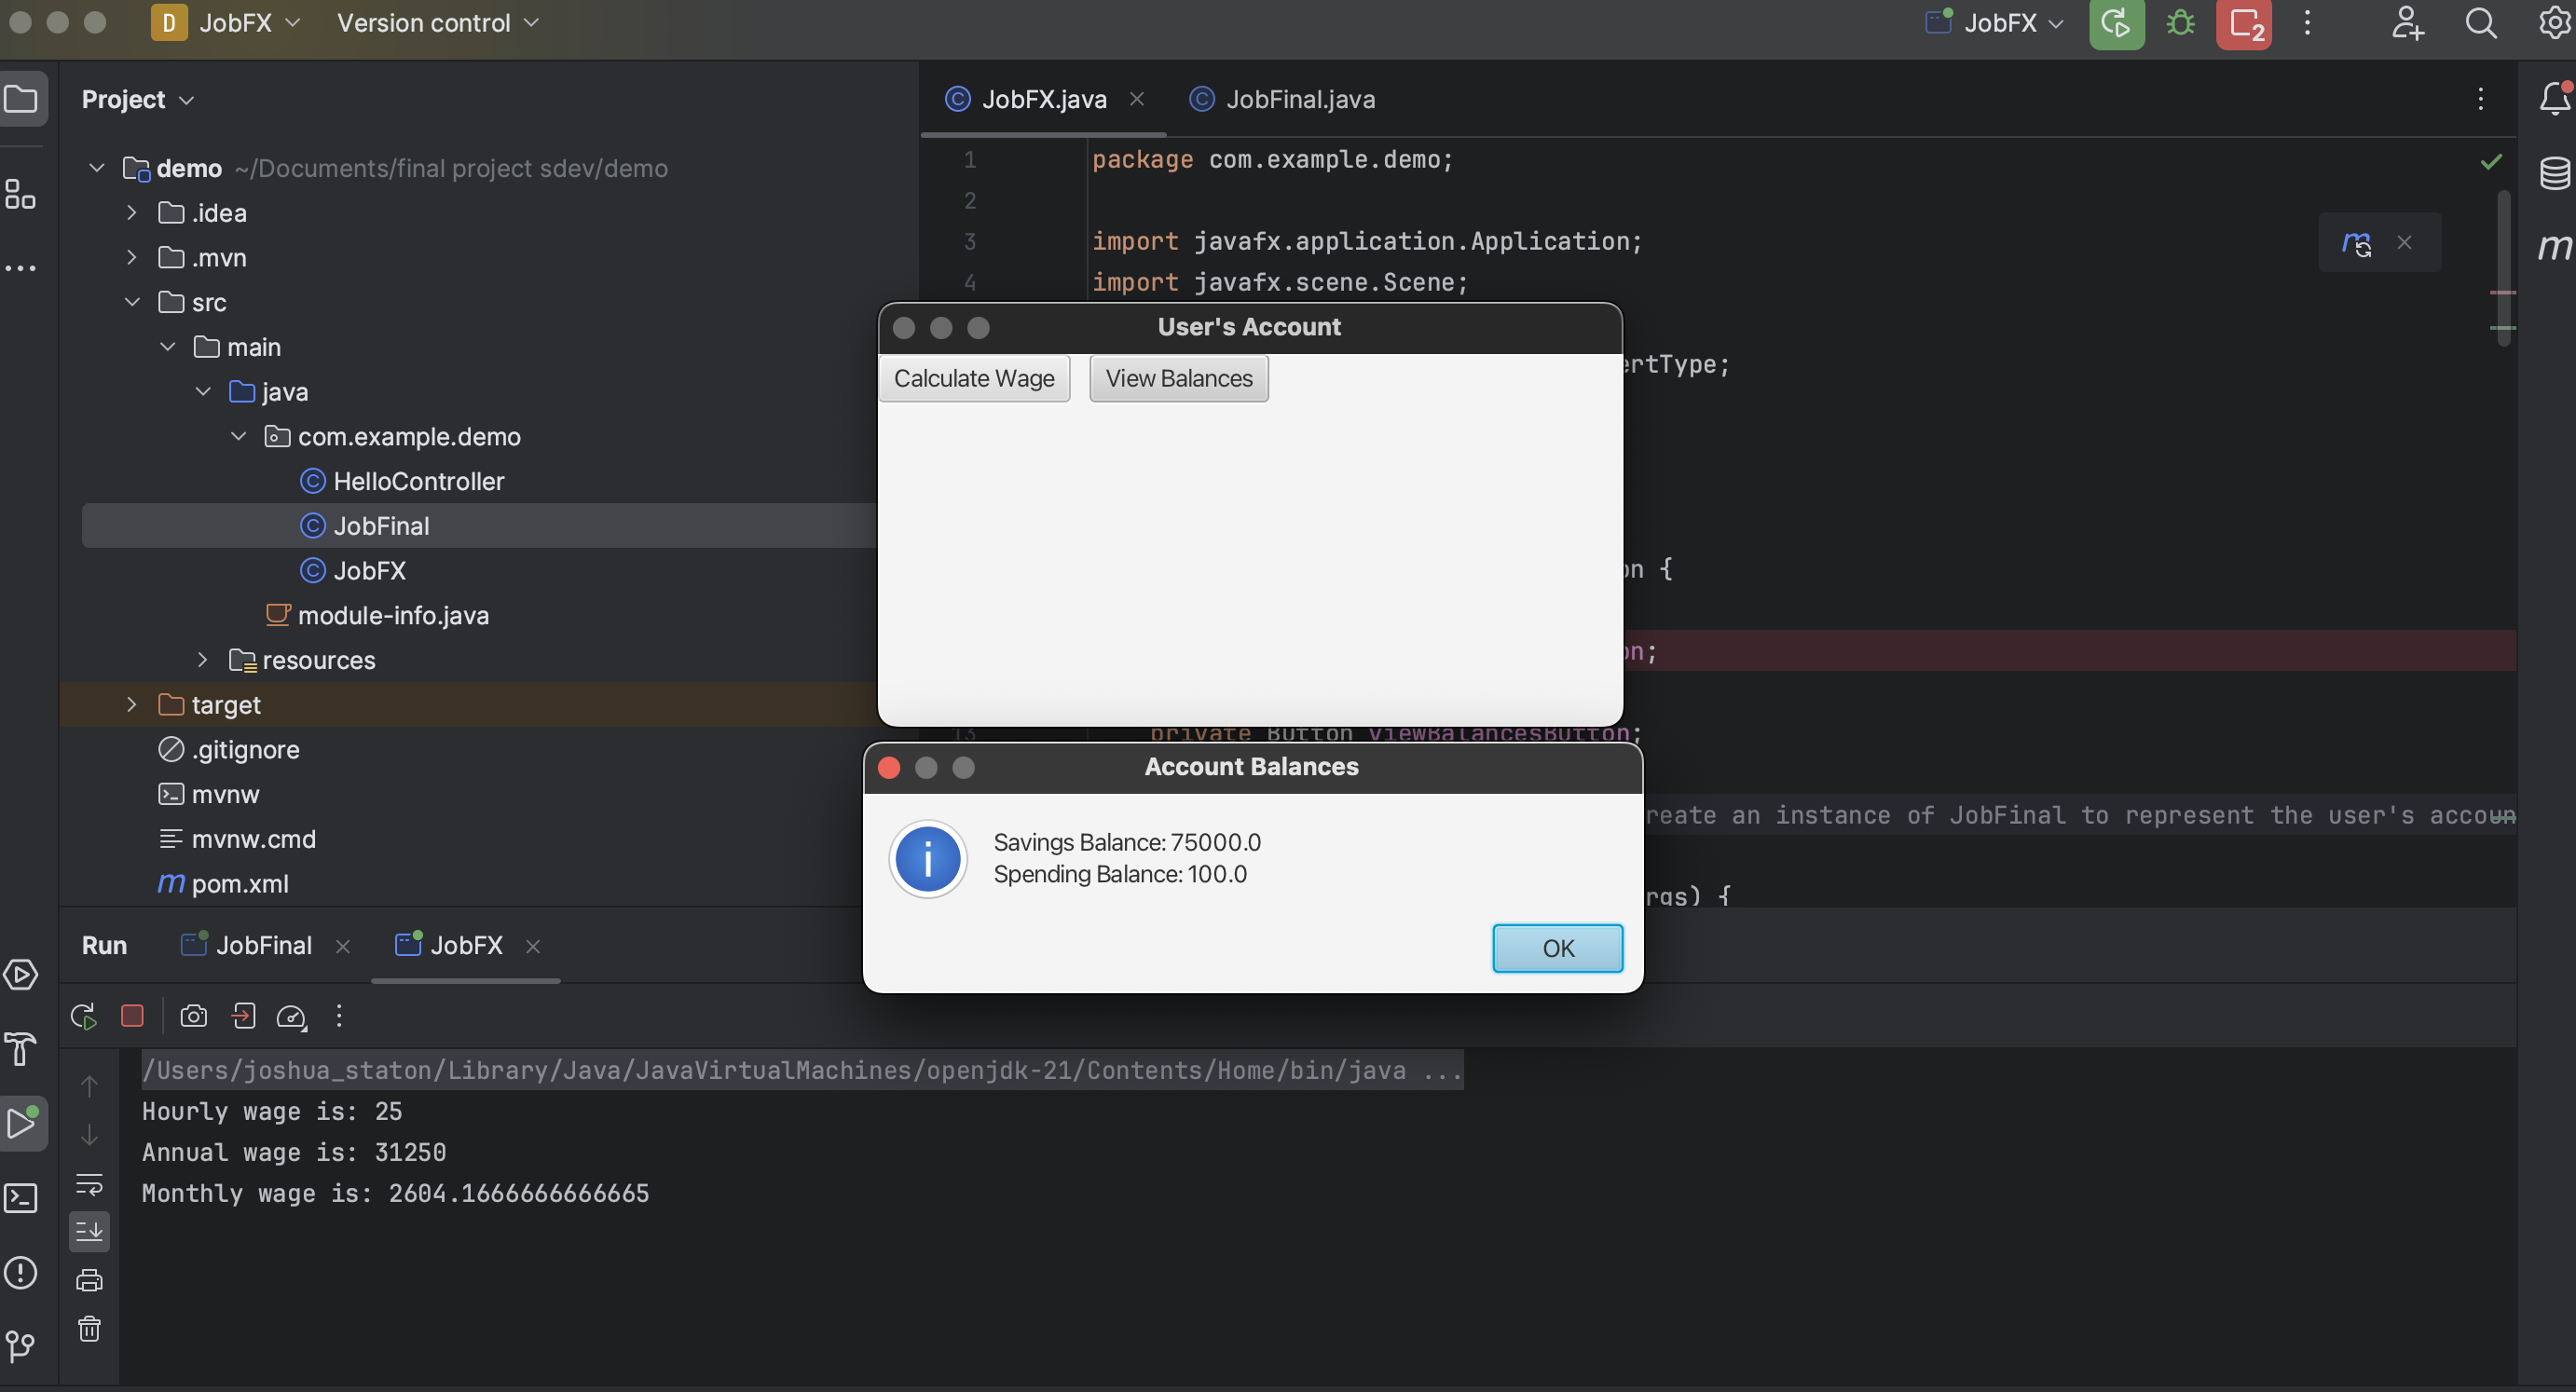 D JobFX Version control JobFX 2
Project
JobFX.java JobFinal.java
demo ~/Documents/final project sdev/demo
.idea
.mvn
src
main
java
com.example.demo
HelloController
JobFinal
JobFX
module-info.java
resources
target
.gitignore
mvnw
mvnw.cmd
m pom.xml
1 package com.example.demo;
2
3 import javafx.application.Application;
4 import javafx.scene.Scene;
ertType;
on {
on;
13 private Button viewBalancesButton;
reate an instance of JobFinal to represent the user's accoun
rgs) {
User's Account
Calculate Wage View Balances
Account Balances
Savings Balance: 75000.0
Spending Balance: 100.0
OK
Run JobFinal JobFX
/Users/joshua_staton/Library/Java/JavaVirtualMachines/openjdk-21/Contents/Home/bin/java ...
Hourly wage is: 25
Annual wage is: 31250
Monthly wage is: 2604.1666666666665